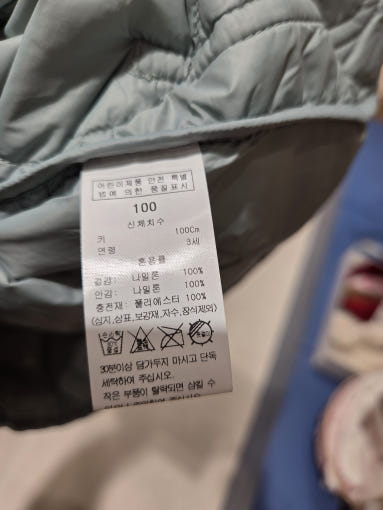 어린이제품 안전 특별
법에 의한 품질표시
100
신체치수
키 100Cm
연령 3세
혼용률
겉감: 나일론 100%
안감: 나일론 100%
충전재: 폴리에스터 100%
(심지,상표,보강재,자수,장식제외)
30분이상 담가두지 마시고 단독
세탁하여 주십시오.
작은 부품이 탈락되면 삼킬 수